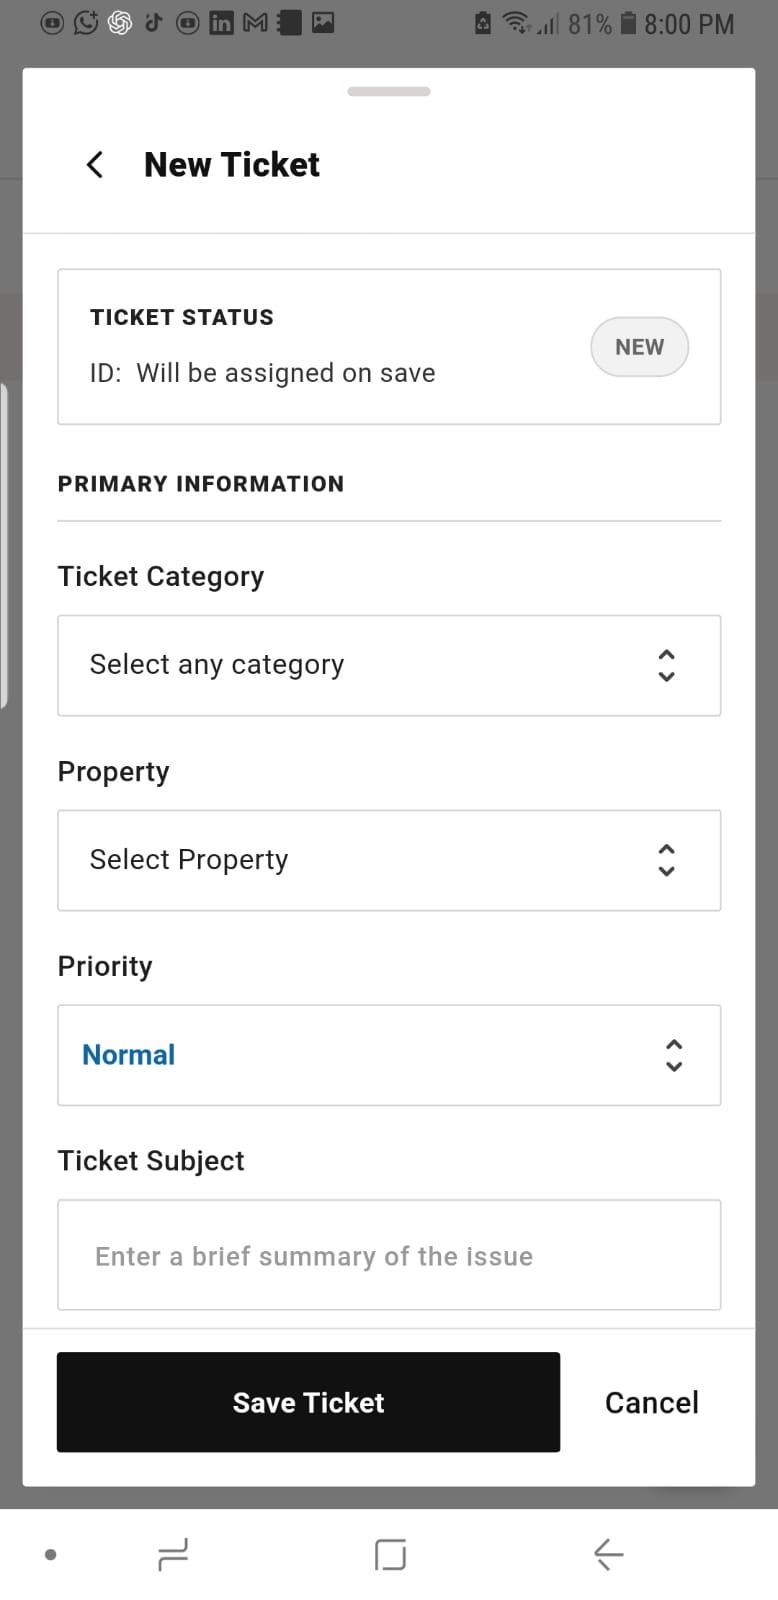 81% 8:00 PM
New Ticket
TICKET STATUS
ID: Will be assigned on save
NEW
PRIMARY INFORMATION
Ticket Category
Select any category
Property
Select Property
Priority
Normal
Ticket Subject
Enter a brief summary of the issue
Save Ticket
Cancel